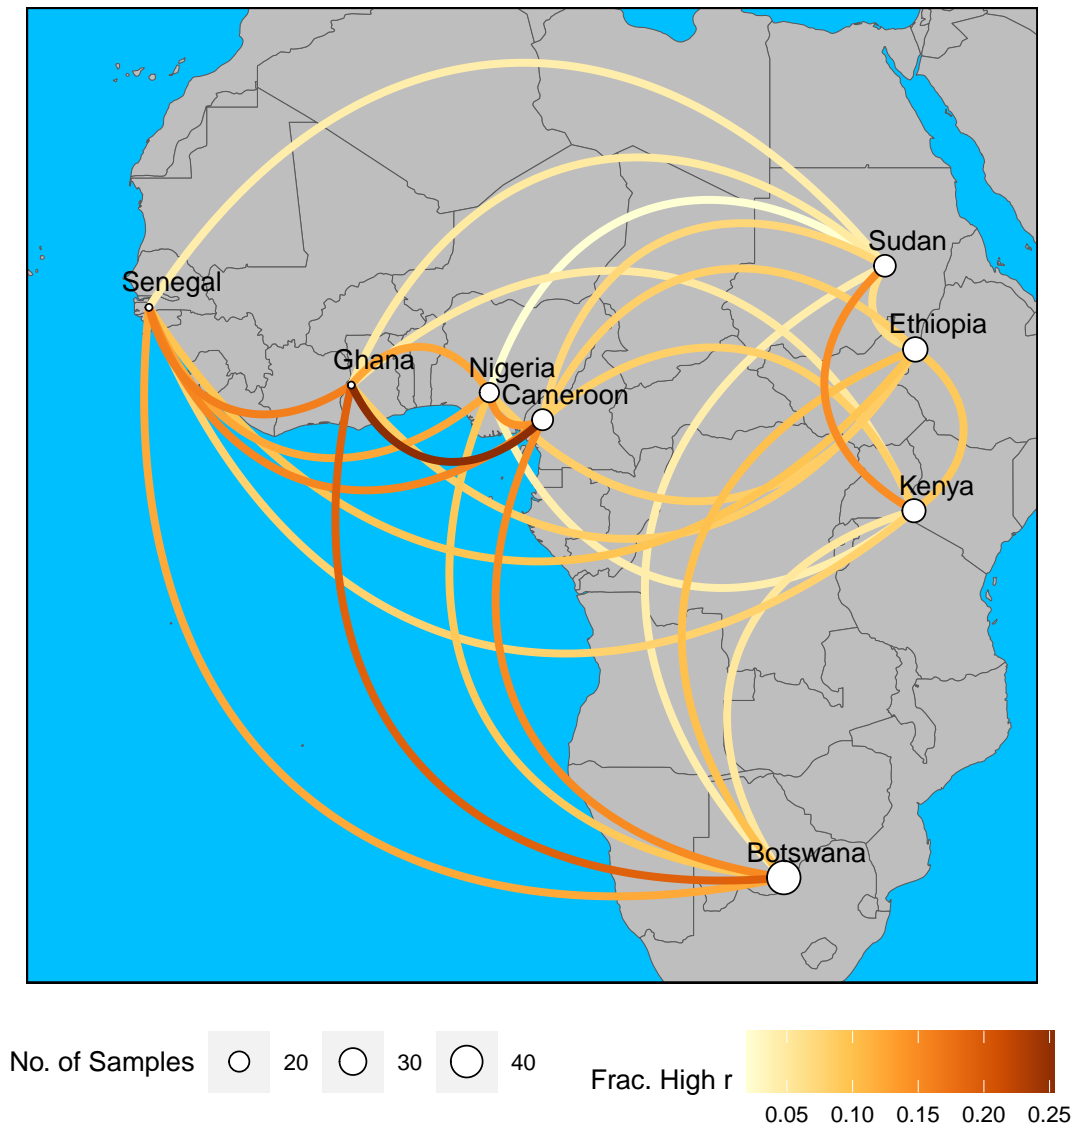 Sudan
Senegal
Ethiopia
Ghana
Nigeria
Cameroon
Kenya
Botswana
No. of Samples 20 30 40
Frac. High r
0.05 0.10 0.15 0.20 0.25